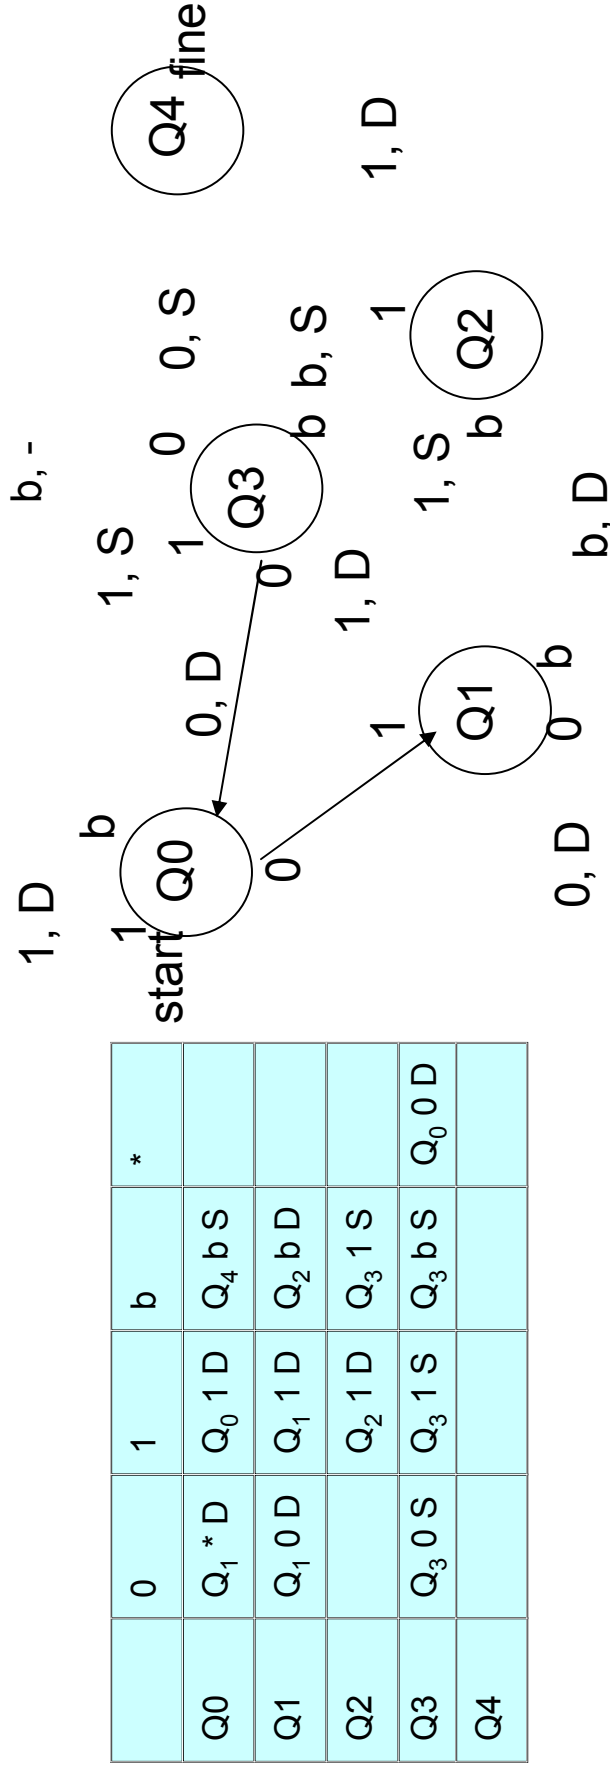 0 1 b *
Q0 Q1 * D Q0 1 D Q4 b S
Q1 Q1 0 D Q1 1 D Q2 b D
Q2 Q2 1 D Q3 1 S
Q3 Q3 0 S Q3 1 S Q3 b S Q0 0 D
Q4
b, -
1, D
b
1, S
1
start
Q0
1
0
0, S
Q4
fine
0, D
Q3
0
0
b
b, S
1, D
1, D
1
1
1, S
Q1
b
Q2
b
0
0, D
b, D